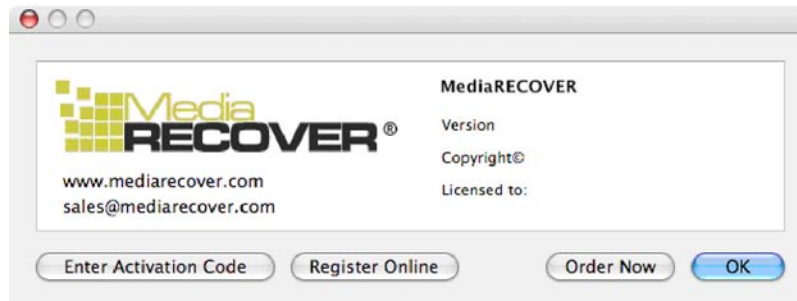 Media
RECOVER®
www.mediarecover.com
sales@mediarecover.com
MediaRECOVER
Version
Copyright©
Licensed to:
Enter Activation Code
Register Online
Order Now
OK